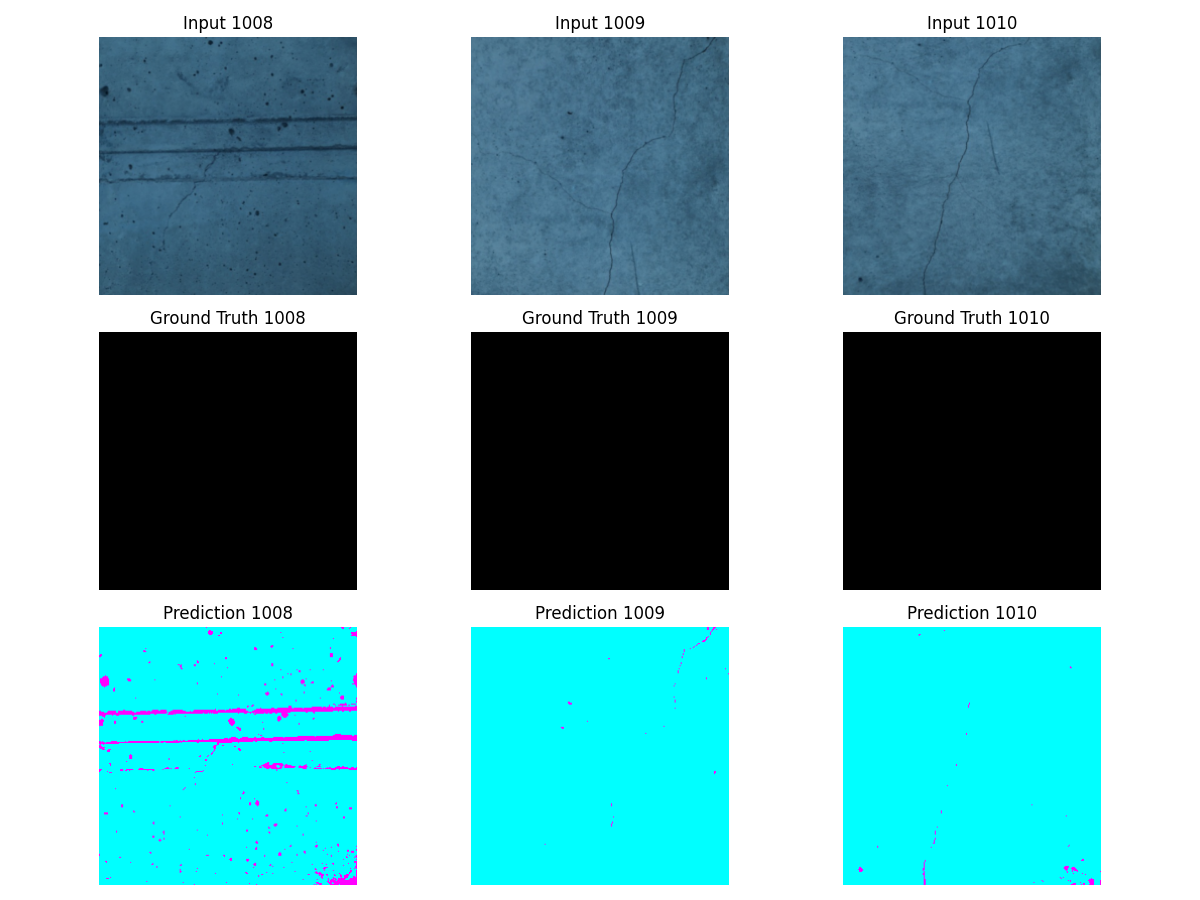 Input 1008
Input 1009
Input 1010
Ground Truth 1008
Ground Truth 1009
Ground Truth 1010
Prediction 1008
Prediction 1009
Prediction 1010